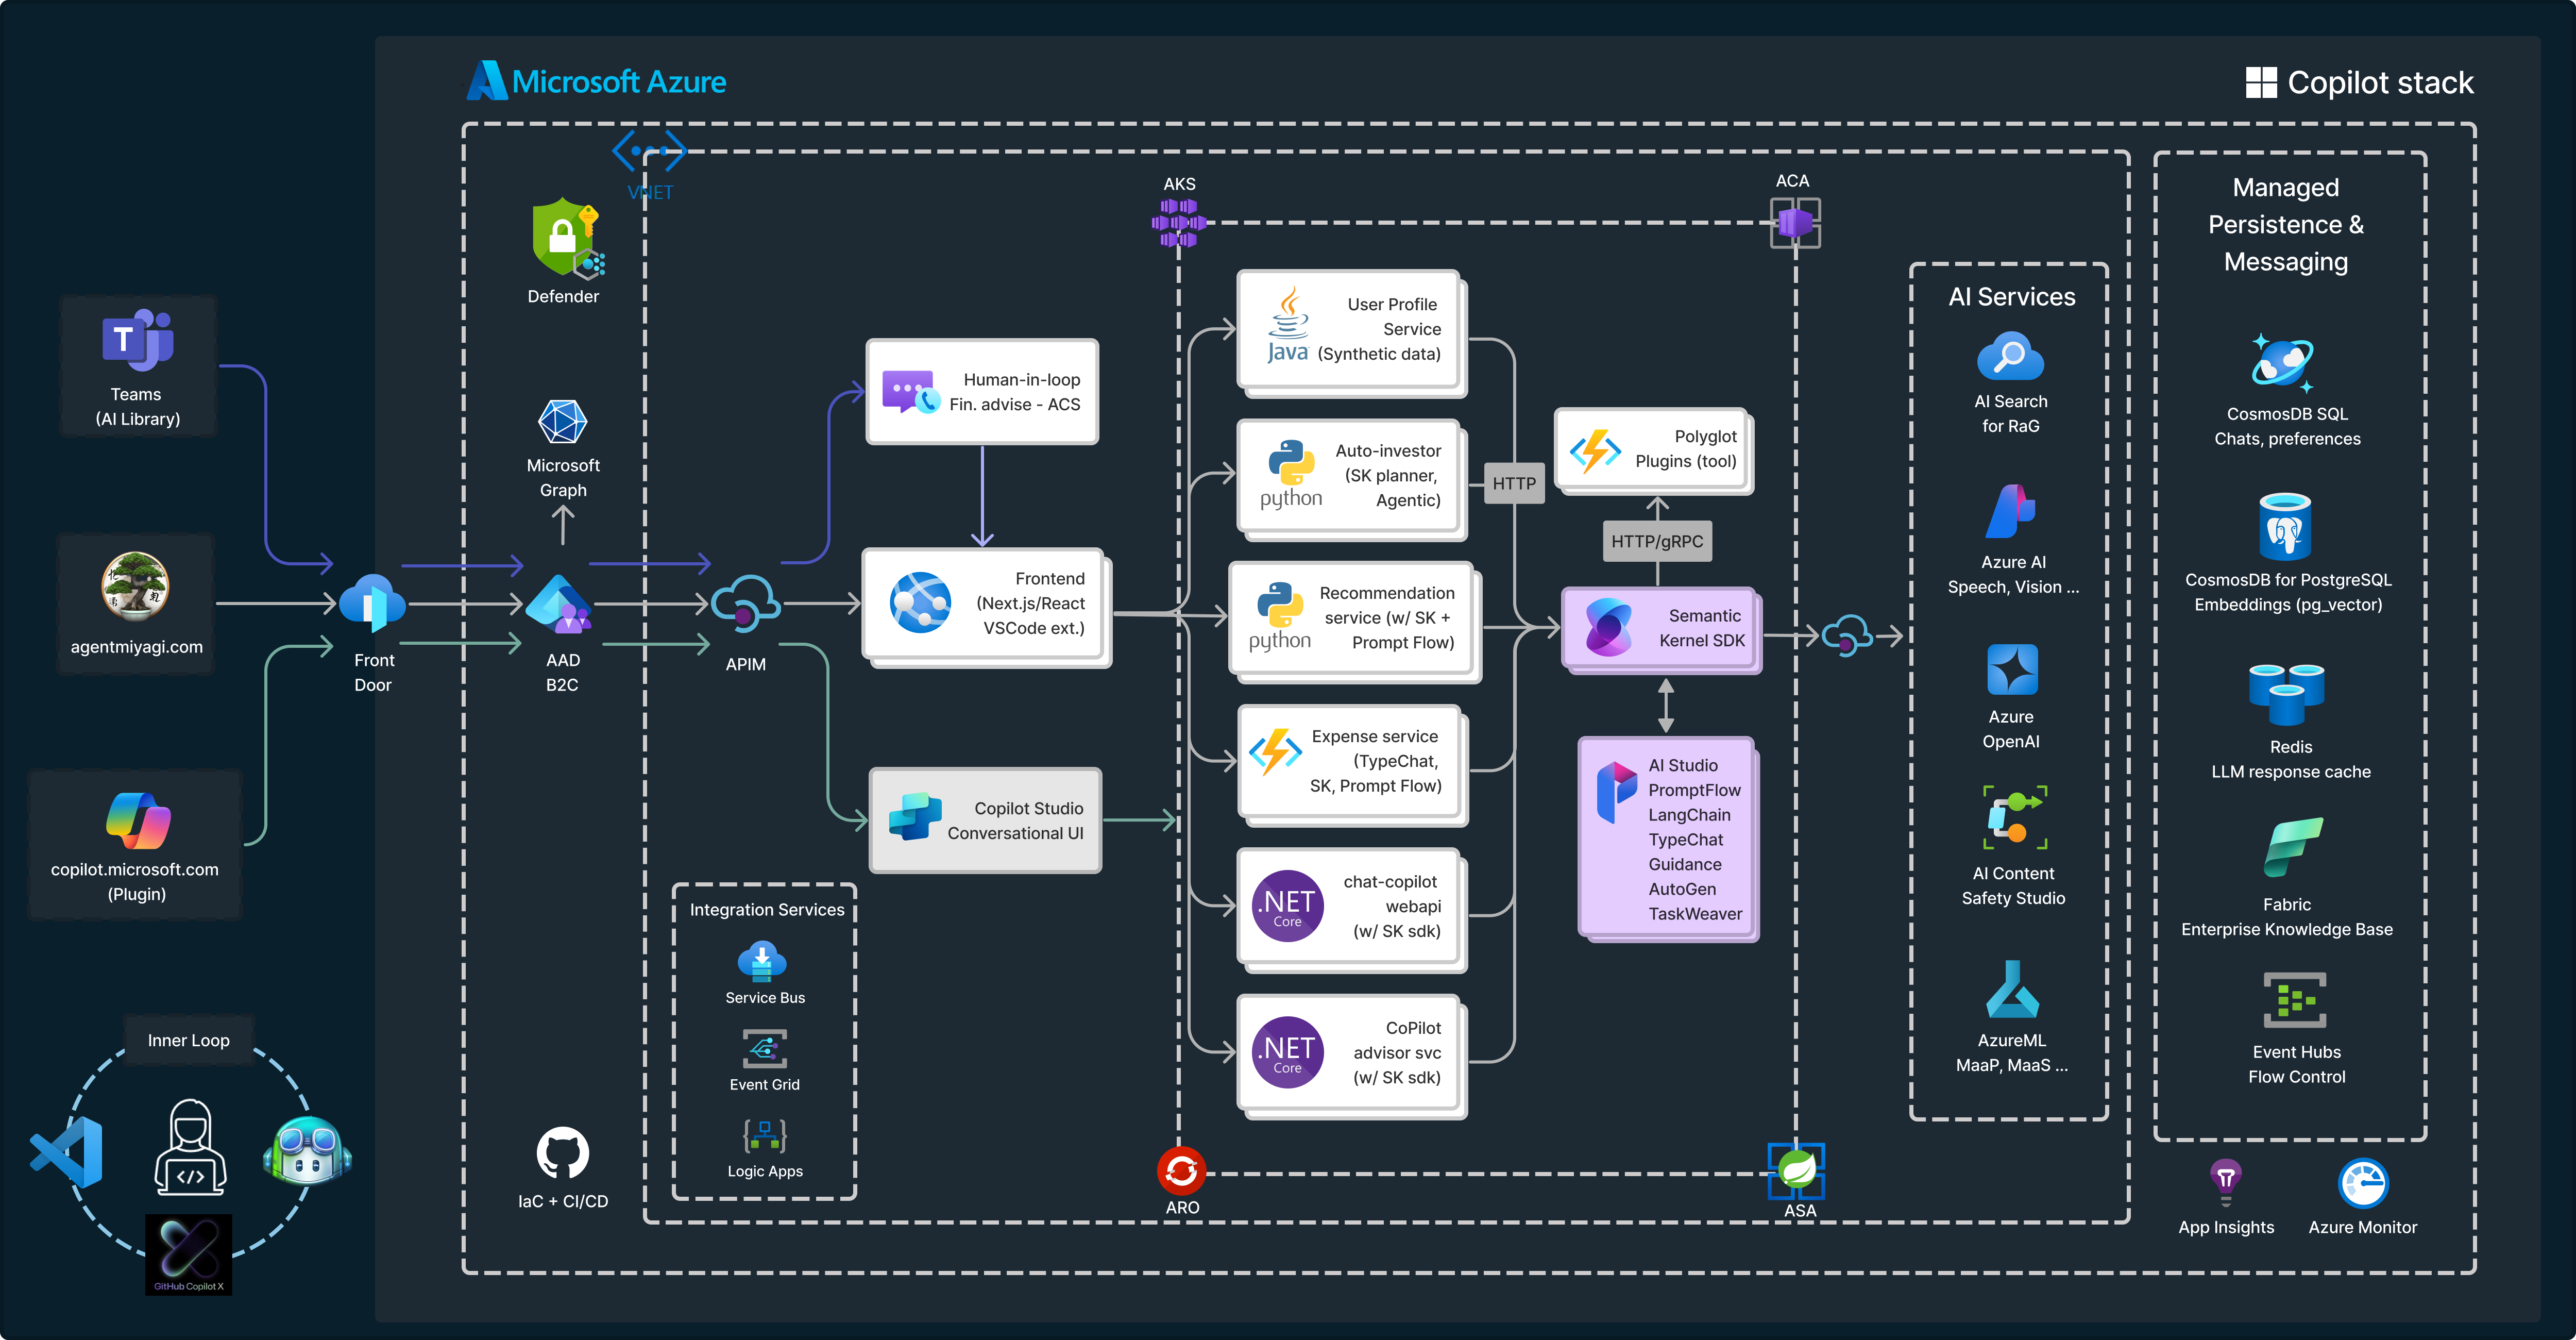 Microsoft Azure
Copilot stack
VNET
Defender
Microsoft
Graph
AAD
B2C
IaC + CI/CD
T
Teams
(AI Library)
agentmiyagi.com
copilot.microsoft.com
(Plugin)
Front
Door
Inner Loop
</>
GitHub Copilot X
APIM
Human-in-loop
Fin. advise - ACS
Frontend
(Next.js/React
VSCode ext.)
Copilot Studio
Conversational UI
Integration Services
Service Bus
Event Grid
Logic Apps
AKS
ACA
ARO
ASA
Java
User Profile
Service
(Synthetic data)
python
Auto-investor
(SK planner,
Agentic)
python
Recommendation
service (w/ SK +
Prompt Flow)
Expense service
(TypeChat,
SK, Prompt Flow)
.NET
Core
chat-copilot
webapi
(w/ SK sdk)
.NET
Core
CoPilot
advisor svc
(w/ SK sdk)
HTTP
Polyglot
Plugins (tool)
HTTP/gRPC
Semantic
Kernel SDK
AI Studio
PromptFlow
LangChain
TypeChat
Guidance
AutoGen
TaskWeaver
AI Services
AI Search
for RaG
Azure AI
Speech, Vision ...
Azure
OpenAI
AI Content
Safety Studio
AzureML
MaaP, MaaS ...
Managed
Persistence &
Messaging
CosmosDB SQL
Chats, preferences
CosmosDB for PostgreSQL
Embeddings (pg_vector)
Redis
LLM response cache
Fabric
Enterprise Knowledge Base
Event Hubs
Flow Control
App Insights
Azure Monitor